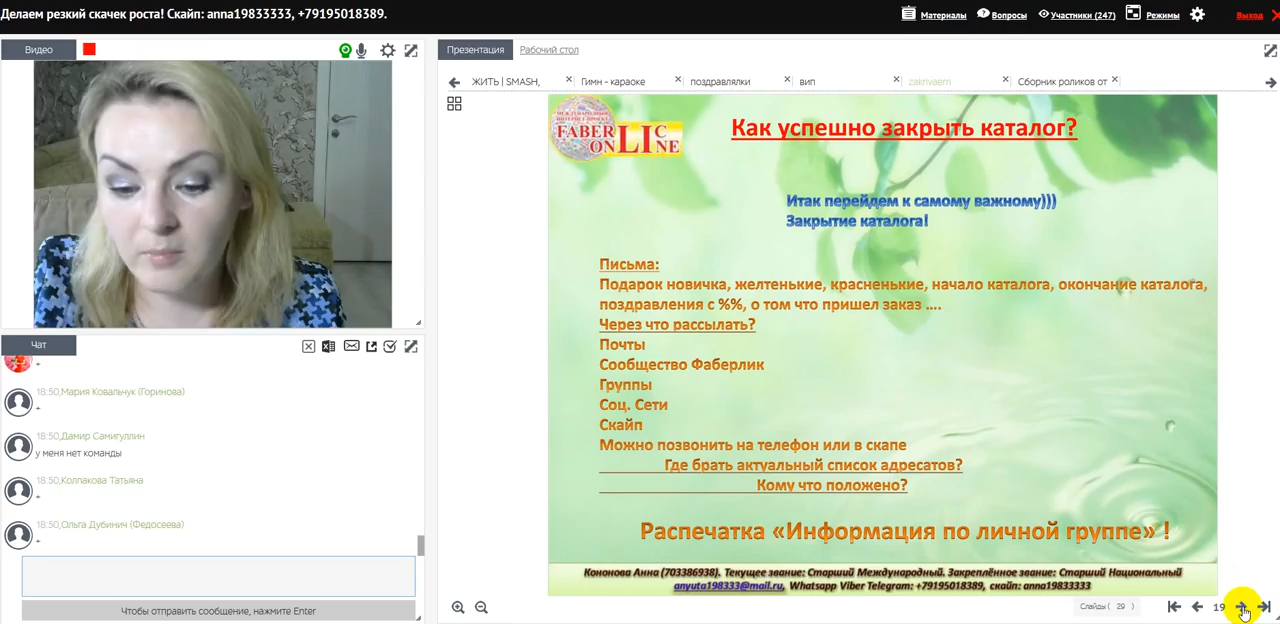 Делаем резкий скачек роста! Скайп: anna19833333, +79195018389.
Материалы
Вопросы
Участники (247)
Режимы
Выход
Видео
Презентация
Рабочий стол
ЖИТЬ | SMASH,
Гимн - караоке
поздравлялки
вип
zakrivaem
Сборник роликов от
МЕЖДУНАРОДНЫЙ
ИНТЕРНЕТ-ПРОЕКТ
FABERLIC
ONLINE
Как успешно закрыть каталог?
Итак перейдем к самому важному)))
Закрытие каталога!
Письма:
Подарок новичка, желтенькие, красненькие, начало каталога, окончание каталога,
поздравления с %%, о том что пришел заказ ....
Через что рассылать?
Почты
Сообщество Фаберлик
Группы
Соц. Сети
Скайп
Можно позвонить на телефон или в скапе
Где брать актуальный список адресатов?
Кому что положено?
Распечатка «Информация по личной группе» !
Кононова Анна (703386938). Текущее звание: Старший Международный. Закреплённое звание: Старший Национальный
anyuta198333@mail.ru, Whatsapp Viber Telegram: +79195018389, скайп: anna19833333
Слайды ( 29 )
19
Чат
+
18:50,Мария Ковальчук (Горинова)
+
18:50,Дамир Самигуллин
у меня нет команды
18:50,Колпакова Татьяна
+
18:50,Ольга Дубинич (Федосеева)
+
Чтобы отправить сообщение, нажмите Enter